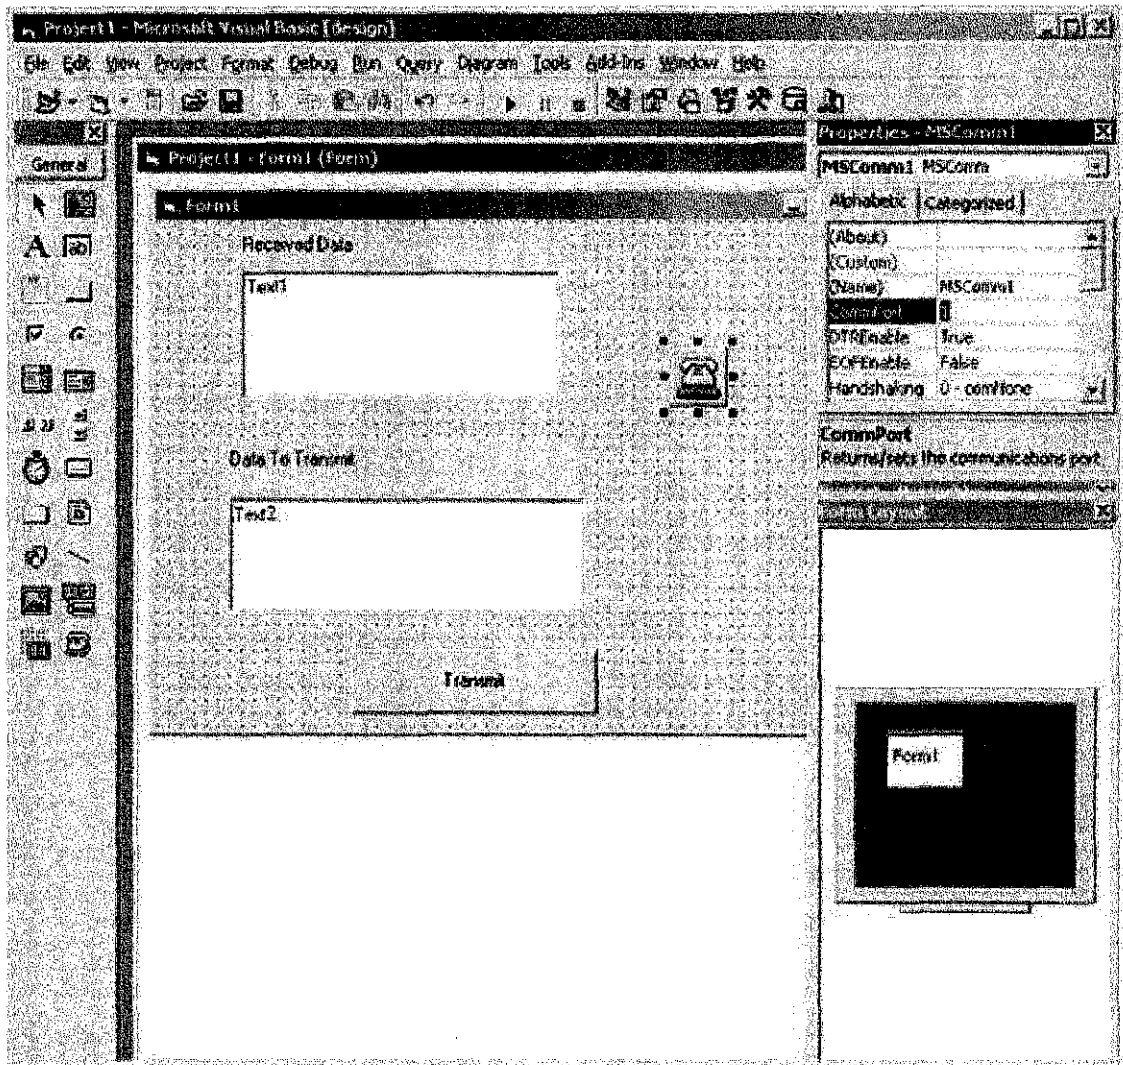 Project1 - Microsoft Visual Basic [design]
File Edit View Project Format Debug Run Query Diagram Tools Add-Ins Window Help
General
Project1 - Form1 (Form)
Form1
Received Data
Text1
Data To Transmit
Text2
Transmit
Properties - MSComm1
MSComm1 MSComm
Alphabetic Categorized
(About)
(Custom)
(Name) MSComm1
CommPort 1
DTREnable True
EOFEnable False
Handshaking 0 - comNone
CommPort
Returns/sets the communications port
Form1